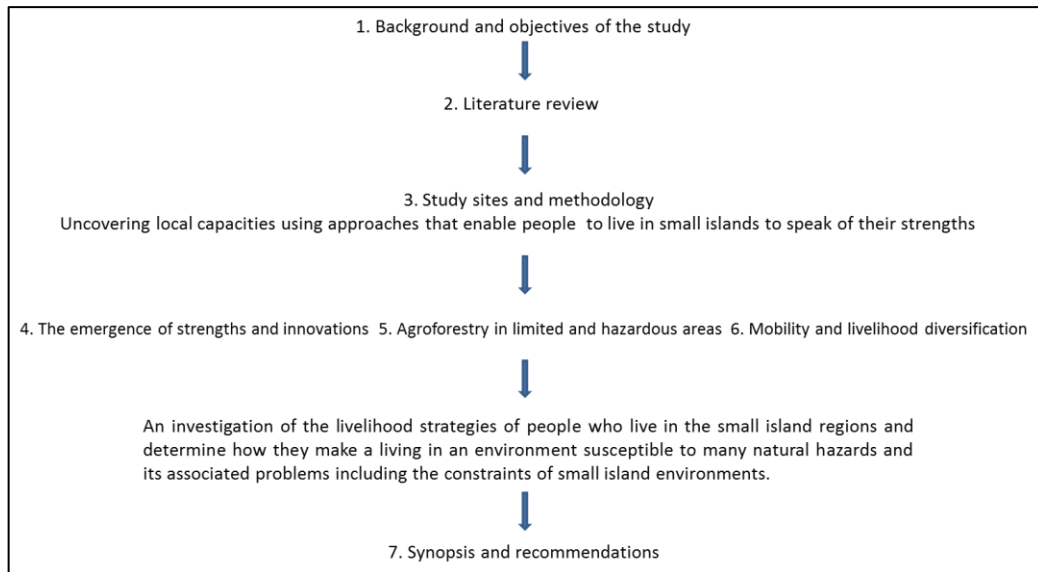 1. Background and objectives of the study
2. Literature review
3. Study sites and methodology
Uncovering local capacities using approaches that enable people to live in small islands to speak of their strengths
4. The emergence of strengths and innovations 5. Agroforestry in limited and hazardous areas 6. Mobility and livelihood diversification
An investigation of the livelihood strategies of people who live in the small island regions and
determine how they make a living in an environment susceptible to many natural hazards and
its associated problems including the constraints of small island environments.
7. Synopsis and recommendations